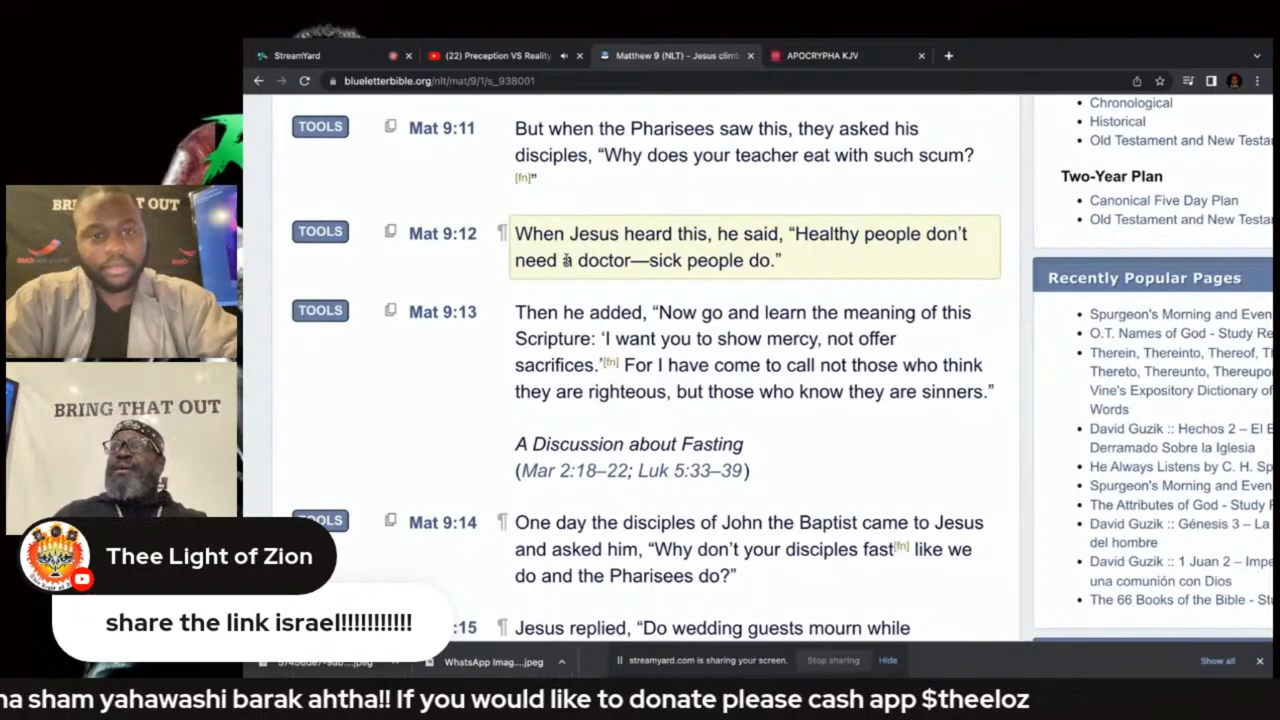 StreamYard
(22) Preception VS Reality
Matthew 9 (NLT) - Jesus clim
APOCRYPHA KJV
blueletterbible.org/nlt/mat/9/1/s_938001
TOOLS
Mat 9:11
But when the Pharisees saw this, they asked his
disciples, “Why does your teacher eat with such scum?
[fn]”
TOOLS
Mat 9:12
¶ When Jesus heard this, he said, “Healthy people don’t
need a doctor—sick people do.”
TOOLS
Mat 9:13
Then he added, “Now go and learn the meaning of this
Scripture: ‘I want you to show mercy, not offer
sacrifices.’[fn] For I have come to call not those who think
they are righteous, but those who know they are sinners.”
A Discussion about Fasting
(Mar 2:18–22; Luk 5:33–39)
TOOLS
Mat 9:14
¶ One day the disciples of John the Baptist came to Jesus
and asked him, “Why don’t your disciples fast[fn] like we
do and the Pharisees do?”
:15
¶ Jesus replied, “Do wedding guests mourn while
Chronological
Historical
Old Testament and New Testa
Two-Year Plan
Canonical Five Day Plan
Old Testament and New Testa
Recently Popular Pages
Spurgeon's Morning and Even
O.T. Names of God - Study Re
Therein, Thereinto, Thereof, Th
Thereto, Thereunto, Thereupon
Vine's Expository Dictionary of
Words
David Guzik :: Hechos 2 – El E
Derramado Sobre la Iglesia
He Always Listens by C. H. Sp
Spurgeon's Morning and Even
The Attributes of God - Study F
David Guzik :: Génesis 3 – La
del hombre
David Guzik :: 1 Juan 2 – Impe
una comunión con Dios
The 66 Books of the Bible - Stu
BRING THAT OUT
BRING THAT OUT
Thee Light of Zion
share the link israel!!!!!!!!!!!
WhatsApp Imag....jpeg
streamyard.com is sharing your screen.
Stop sharing
Hide
Show all
na sham yahawashi barak ahtha!! If you would like to donate please cash app $theeloz